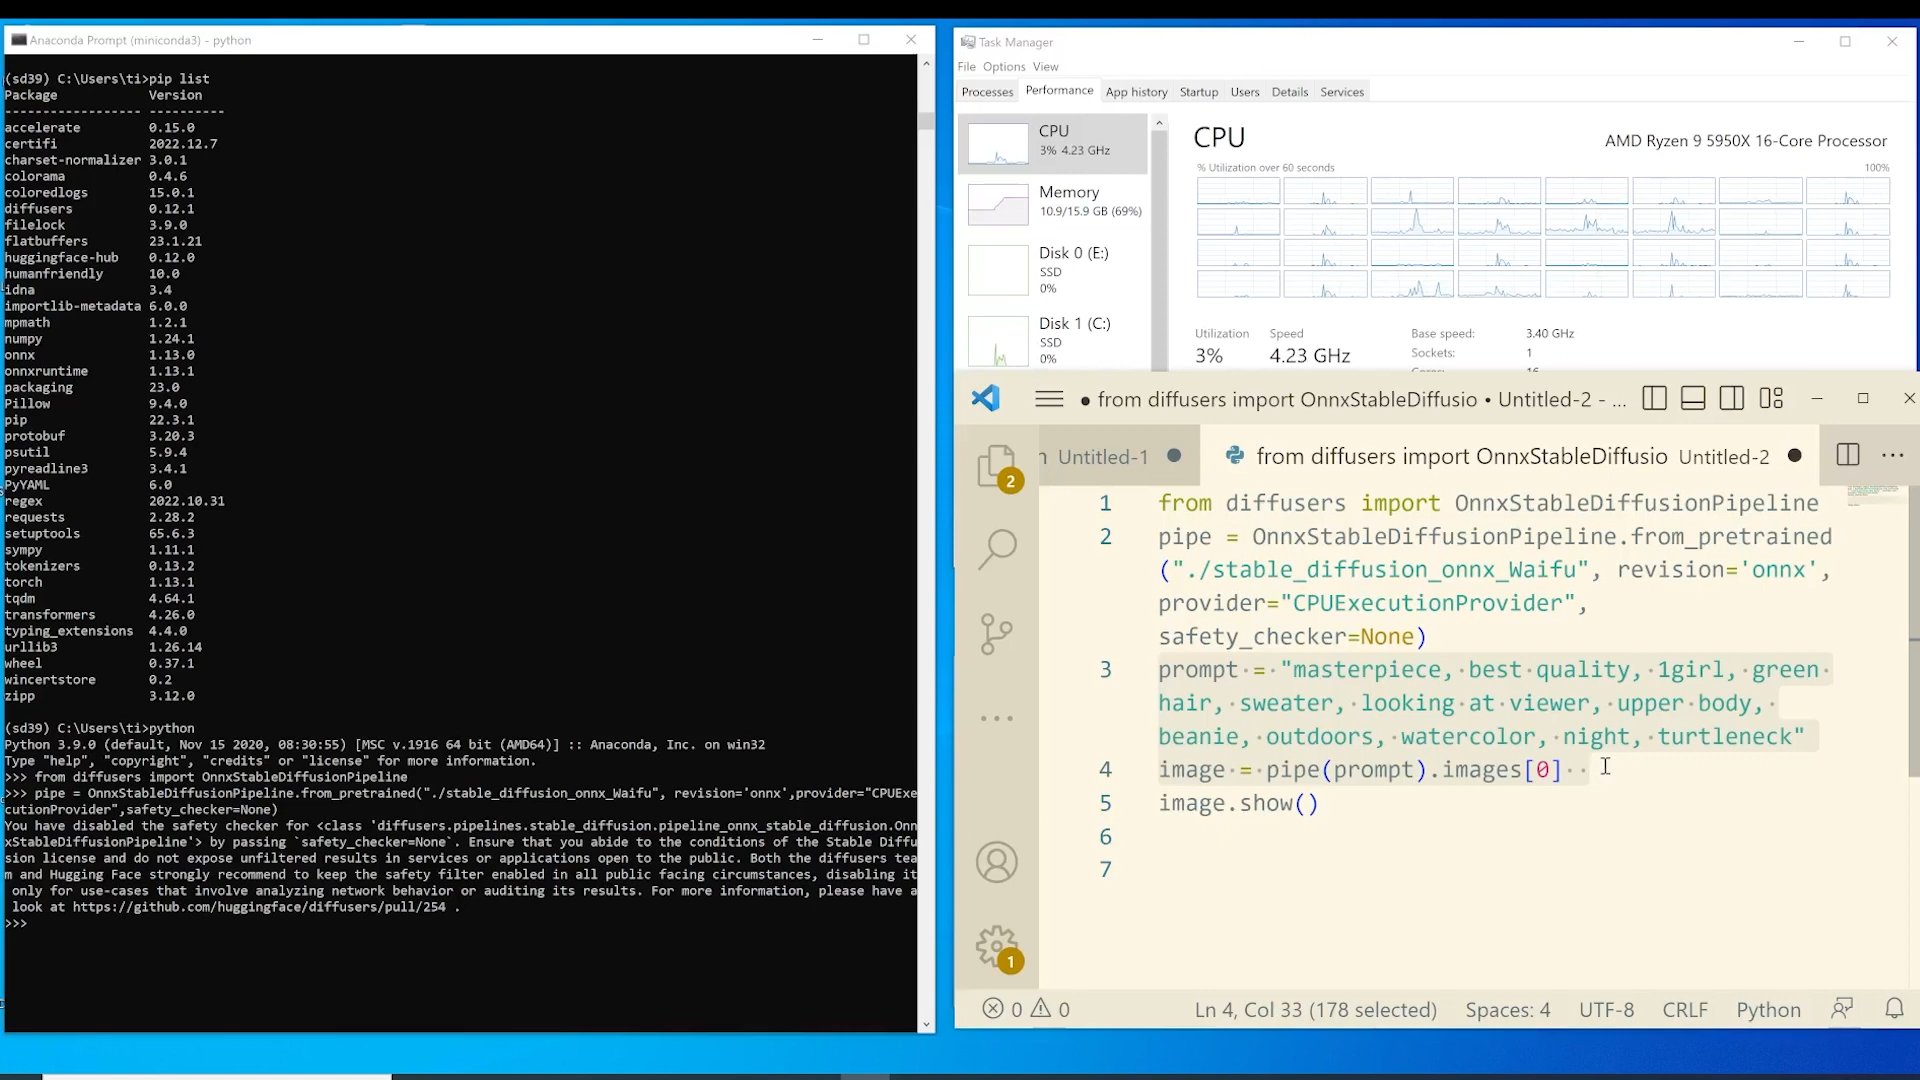 Anaconda Prompt (miniconda3) - python
(sd39) C:\Users\ti>pip list
Package Version
------------------- ----------
accelerate 0.15.0
certifi 2022.12.7
charset-normalizer 3.0.1
colorama 0.4.6
coloredlogs 15.0.1
diffusers 0.12.1
filelock 3.9.0
flatbuffers 23.1.21
huggingface-hub 0.12.0
humanfriendly 10.0
idna 3.4
importlib-metadata 6.0.0
mpmath 1.2.1
numpy 1.24.1
onnx 1.13.0
onnxruntime 1.13.1
packaging 23.0
Pillow 9.4.0
pip 22.3.1
protobuf 3.20.3
psutil 5.9.4
pyreadline3 3.4.1
PyYAML 6.0
regex 2022.10.31
requests 2.28.2
setuptools 65.6.3
sympy 1.11.1
tokenizers 0.13.2
torch 1.13.1
tqdm 4.64.1
transformers 4.26.0
typing_extensions 4.4.0
urllib3 1.26.14
wheel 0.37.1
wincertstore 0.2
zipp 3.12.0
(sd39) C:\Users\ti>python
Python 3.9.0 (default, Nov 15 2020, 08:30:55) [MSC v.1916 64 bit (AMD64)] :: Anaconda, Inc. on win32
Type "help", "copyright", "credits" or "license" for more information.
>>> from diffusers import OnnxStableDiffusionPipeline
>>> pipe = OnnxStableDiffusionPipeline.from_pretrained("./stable_diffusion_onnx_Waifu", revision='onnx',provider="CPUExe
cutionProvider",safety_checker=None)
You have disabled the safety checker for <class 'diffusers.pipelines.stable_diffusion.pipeline_onnx_stable_diffusion.Onn
xStableDiffusionPipeline'> by passing `safety_checker=None`. Ensure that you abide to the conditions of the Stable Diffu
sion license and do not expose unfiltered results in services or applications open to the public. Both the diffusers tea
m and Hugging Face strongly recommend to keep the safety filter enabled in all public facing circumstances, disabling it
only for use-cases that involve analyzing network behavior or auditing its results. For more information, please have a
look at https://github.com/huggingface/diffusers/pull/254 .
>>>
Task Manager
File Options View
Processes Performance App history Startup Users Details Services
CPU
3% 4.23 GHz
Memory
10.9/15.9 GB (69%)
Disk 0 (E:)
SSD
0%
Disk 1 (C:)
SSD
0%
CPU AMD Ryzen 9 5950X 16-Core Processor
% Utilization over 60 seconds 100%
Utilization Speed Base speed: 3.40 GHz
3% 4.23 GHz Sockets: 1
● from diffusers import OnnxStableDiffusio • Untitled-2 - ...
Untitled-1 ● from diffusers import OnnxStableDiffusio Untitled-2 ●
2
1 from diffusers import OnnxStableDiffusionPipeline
2 pipe = OnnxStableDiffusionPipeline.from_pretrained
("./stable_diffusion_onnx_Waifu", revision='onnx',
provider="CPUExecutionProvider",
safety_checker=None)
3 prompt = "masterpiece, best quality, 1girl, green
hair, sweater, looking at viewer, upper body,
beanie, outdoors, watercolor, night, turtleneck"
4 image = pipe(prompt).images[0]
5 image.show()
6
7
1
0 0 Ln 4, Col 33 (178 selected) Spaces: 4 UTF-8 CRLF Python